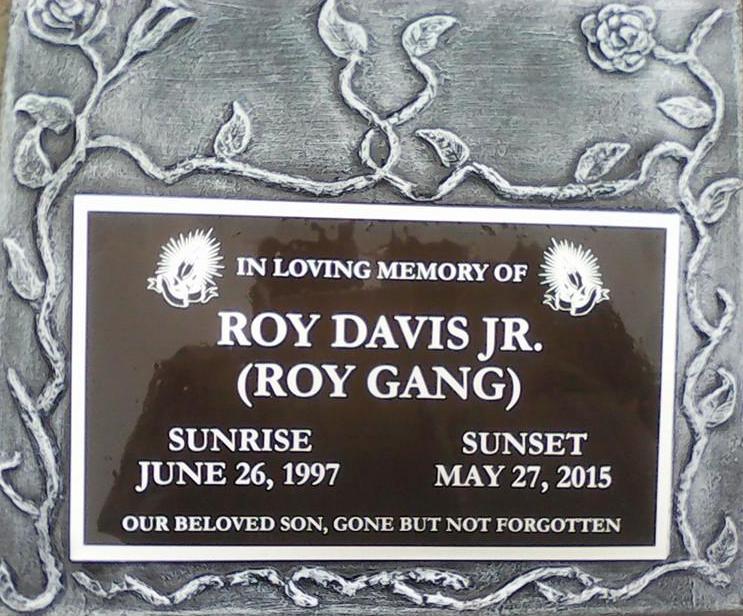 IN LOVING MEMORY OF
ROY DAVIS JR.
(ROY GANG)
SUNRISE SUNSET
JUNE 26, 1997 MAY 27, 2015
OUR BELOVED SON, GONE BUT NOT FORGOTTEN